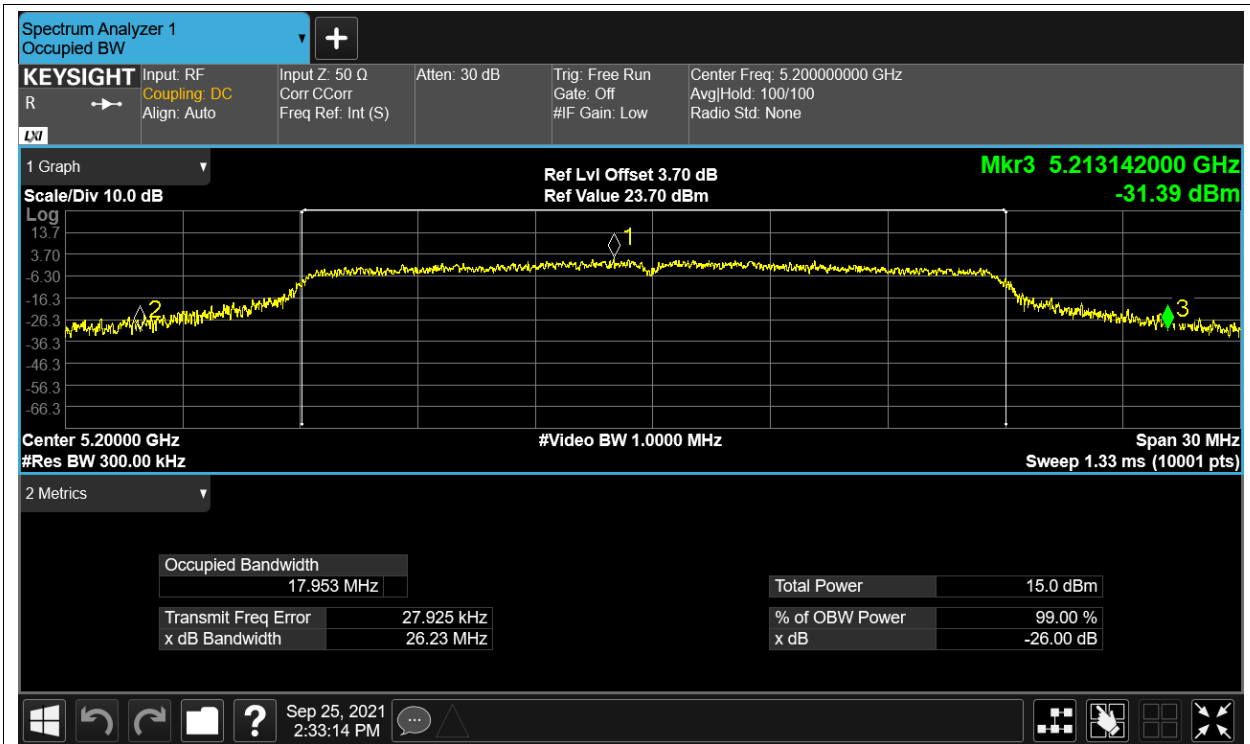 Spectrum Analyzer 1
Occupied BW
KEYSIGHT
R
LXI
Input: RF
Coupling: DC
Align: Auto
Input Z: 50 Ω
Corr CCorr
Freq Ref: Int (S)
Atten: 30 dB
Trig: Free Run
Gate: Off
#IF Gain: Low
Center Freq: 5.200000000 GHz
Avg|Hold: 100/100
Radio Std: None
1 Graph
Scale/Div 10.0 dB
Ref Lvl Offset 3.70 dB
Ref Value 23.70 dBm
Mkr3 5.213142000 GHz
-31.39 dBm
Log
13.7
3.70
-6.30
-16.3
-26.3
-36.3
-46.3
-56.3
-66.3
1
2
3
Center 5.20000 GHz
#Res BW 300.00 kHz
#Video BW 1.0000 MHz
Span 30 MHz
Sweep 1.33 ms (10001 pts)
2 Metrics
Occupied Bandwidth
17.953 MHz
Transmit Freq Error 27.925 kHz
x dB Bandwidth 26.23 MHz
Total Power 15.0 dBm
% of OBW Power 99.00 %
x dB -26.00 dB
?
Sep 25, 2021
2:33:14 PM